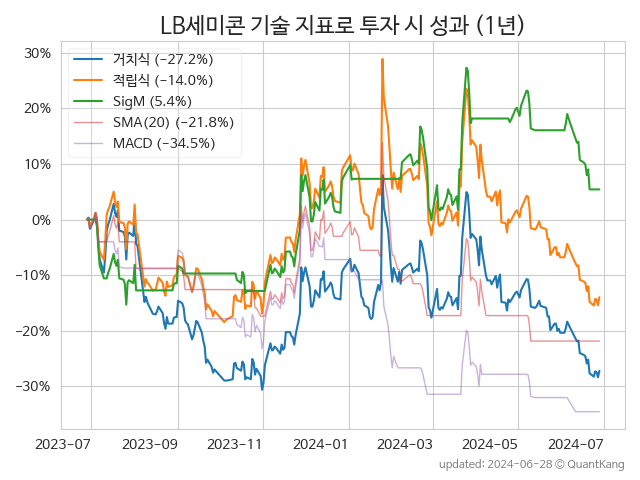 LB세미콘 기술 지표로 투자 시 성과 (1년)
30%
20%
10%
0%
−10%
−20%
−30%
거치식 (−27.2%)
적립식 (−14.0%)
SigM (5.4%)
SMA(20) (−21.8%)
MACD (−34.5%)
2023-07 2023-09 2023-11 2024-01 2024-03 2024-05 2024-07
updated: 2024-06-28 ⓒ QuantKang